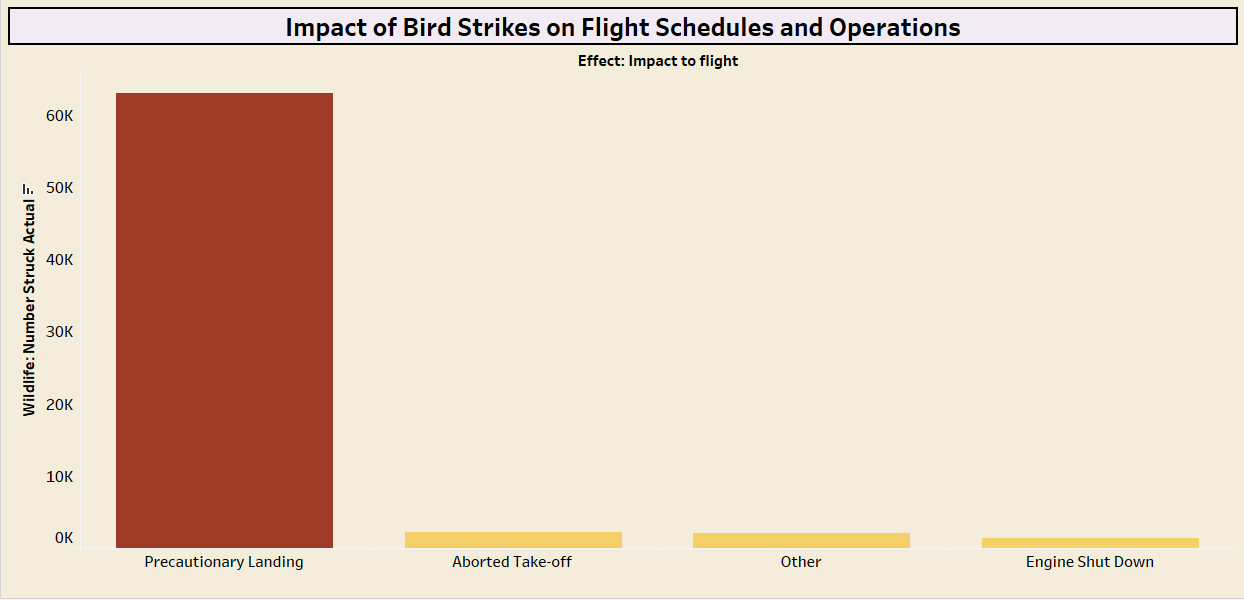 Impact of Bird Strikes on Flight Schedules and Operations
Effect: Impact to flight
Wildlife: Number Struck Actual
60K
50K
40K
30K
20K
10K
0K
Precautionary Landing
Aborted Take-off
Other
Engine Shut Down